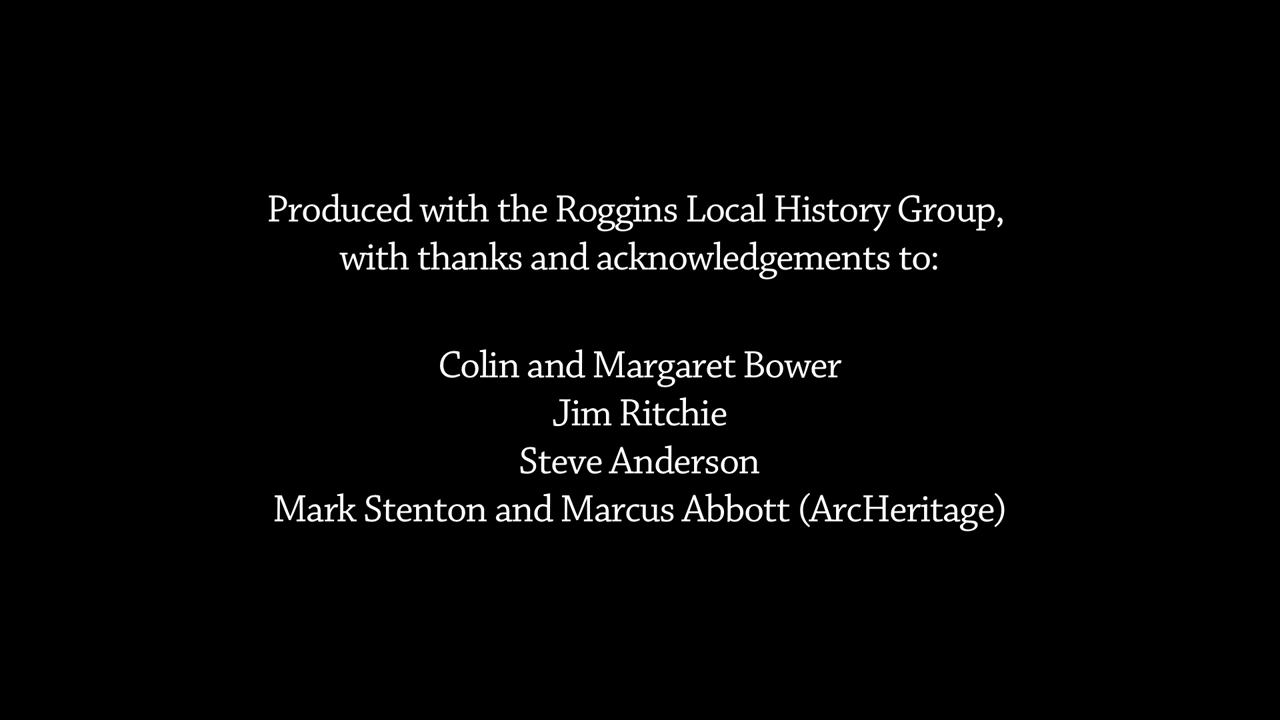 Produced with the Roggins Local History Group,
with thanks and acknowledgements to:
Colin and Margaret Bower
Jim Ritchie
Steve Anderson
Mark Stenton and Marcus Abbott (ArcHeritage)